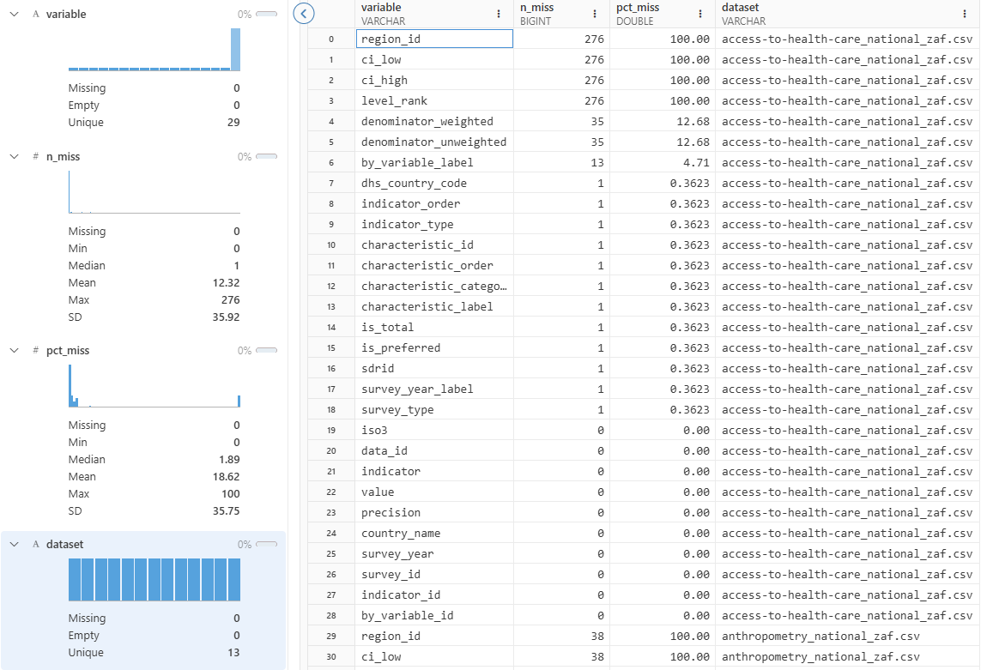 variable 0%
Missing 0
Empty 0
Unique 29
# n_miss 0%
Missing 0
Min 0
Median 1
Mean 12.32
Max 276
SD 35.92
# pct_miss 0%
Missing 0
Min 0
Median 1.89
Mean 18.62
Max 100
SD 35.75
A dataset 0%
Missing 0
Empty 0
Unique 13
variable n_miss pct_miss dataset
VARCHAR BIGINT DOUBLE VARCHAR
0 region_id 276 100.00 access-to-health-care_national_zaf.csv
1 ci_low 276 100.00 access-to-health-care_national_zaf.csv
2 ci_high 276 100.00 access-to-health-care_national_zaf.csv
3 level_rank 276 100.00 access-to-health-care_national_zaf.csv
4 denominator_weighted 35 12.68 access-to-health-care_national_zaf.csv
5 denominator_unweighted 35 12.68 access-to-health-care_national_zaf.csv
6 by_variable_label 13 4.71 access-to-health-care_national_zaf.csv
7 dhs_country_code 1 0.3623 access-to-health-care_national_zaf.csv
8 indicator_order 1 0.3623 access-to-health-care_national_zaf.csv
9 indicator_type 1 0.3623 access-to-health-care_national_zaf.csv
10 characteristic_id 1 0.3623 access-to-health-care_national_zaf.csv
11 characteristic_order 1 0.3623 access-to-health-care_national_zaf.csv
12 characteristic_catego… 1 0.3623 access-to-health-care_national_zaf.csv
13 characteristic_label 1 0.3623 access-to-health-care_national_zaf.csv
14 is_total 1 0.3623 access-to-health-care_national_zaf.csv
15 is_preferred 1 0.3623 access-to-health-care_national_zaf.csv
16 sdrid 1 0.3623 access-to-health-care_national_zaf.csv
17 survey_year_label 1 0.3623 access-to-health-care_national_zaf.csv
18 survey_type 1 0.3623 access-to-health-care_national_zaf.csv
19 iso3 0 0.00 access-to-health-care_national_zaf.csv
20 data_id 0 0.00 access-to-health-care_national_zaf.csv
21 indicator 0 0.00 access-to-health-care_national_zaf.csv
22 value 0 0.00 access-to-health-care_national_zaf.csv
23 precision 0 0.00 access-to-health-care_national_zaf.csv
24 country_name 0 0.00 access-to-health-care_national_zaf.csv
25 survey_year 0 0.00 access-to-health-care_national_zaf.csv
26 survey_id 0 0.00 access-to-health-care_national_zaf.csv
27 indicator_id 0 0.00 access-to-health-care_national_zaf.csv
28 by_variable_id 0 0.00 access-to-health-care_national_zaf.csv
29 region_id 38 100.00 anthropometry_national_zaf.csv
30 ci_low 38 100.00 anthropometry_national_zaf.csv